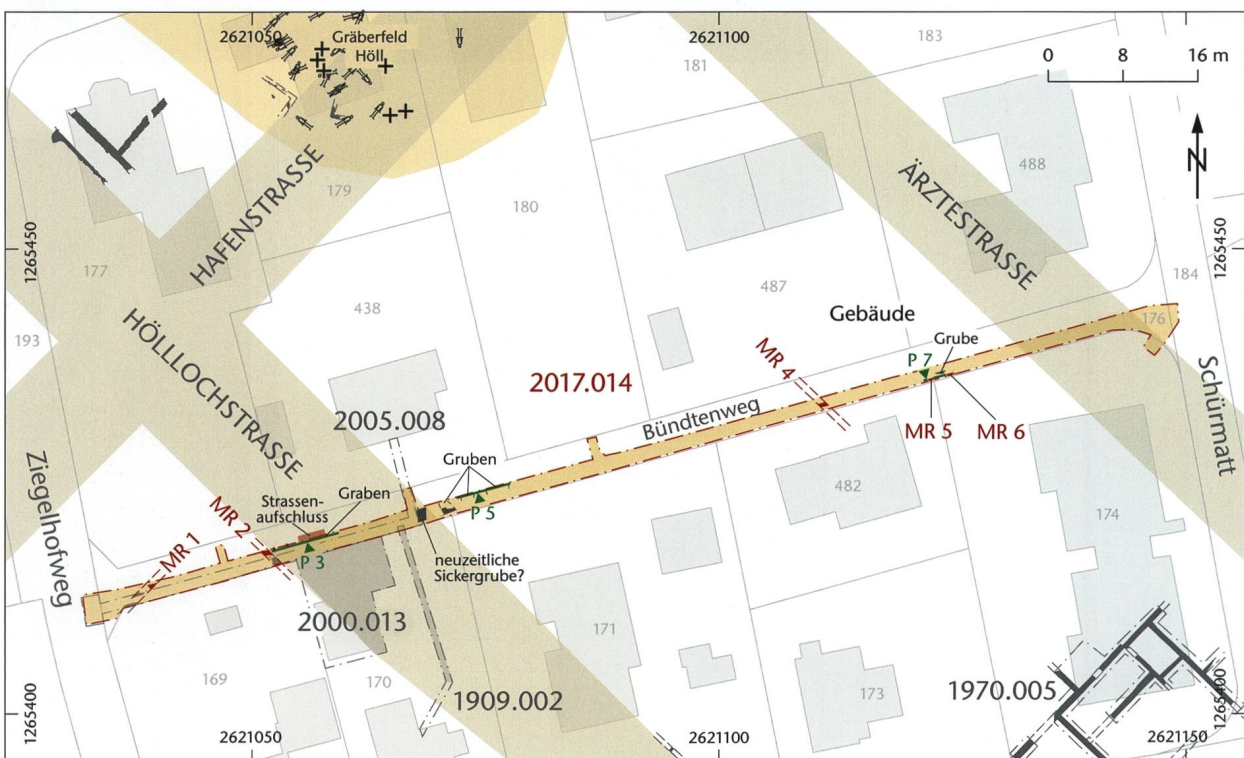 2621050
Gräberfeld
Höll
2621100
183
0 8 16 m
181
N
488
HAFENSTRASSE
179
180
ÄRZTESTRASSE
1265450
1265450
177
184
487
HÖLLLOCHSTRASSE
438
Gebäude
176
193
MR 4
P 7
Grube
2017.014
Schürmatt
2005.008
Bündtenweg
MR 5
MR 6
Gruben
Ziegelhofweg
Strassen-
aufschluss
Graben
482
174
MR 2
P 5
MR 1
P 3
neuzeitliche
Sickergrube?
2000.013
171
169
170
1909.002
173
1970.005
1265400
1265400
2621050
2621100
2621150